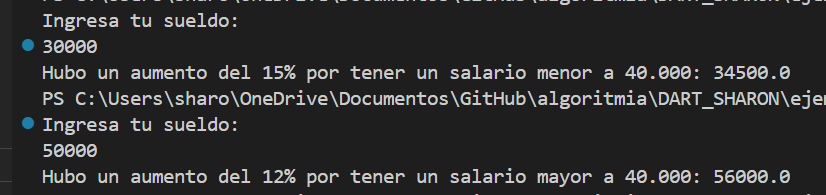 Ingresa tu sueldo:
30000
Hubo un aumento del 15% por tener un salario menor a 40.000: 34500.0
PS C:\Users\sharo\OneDrive\Documentos\GitHub\algoritmia\DART_SHARON\ejer
Ingresa tu sueldo:
50000
Hubo un aumento del 12% por tener un salario mayor a 40.000: 56000.0